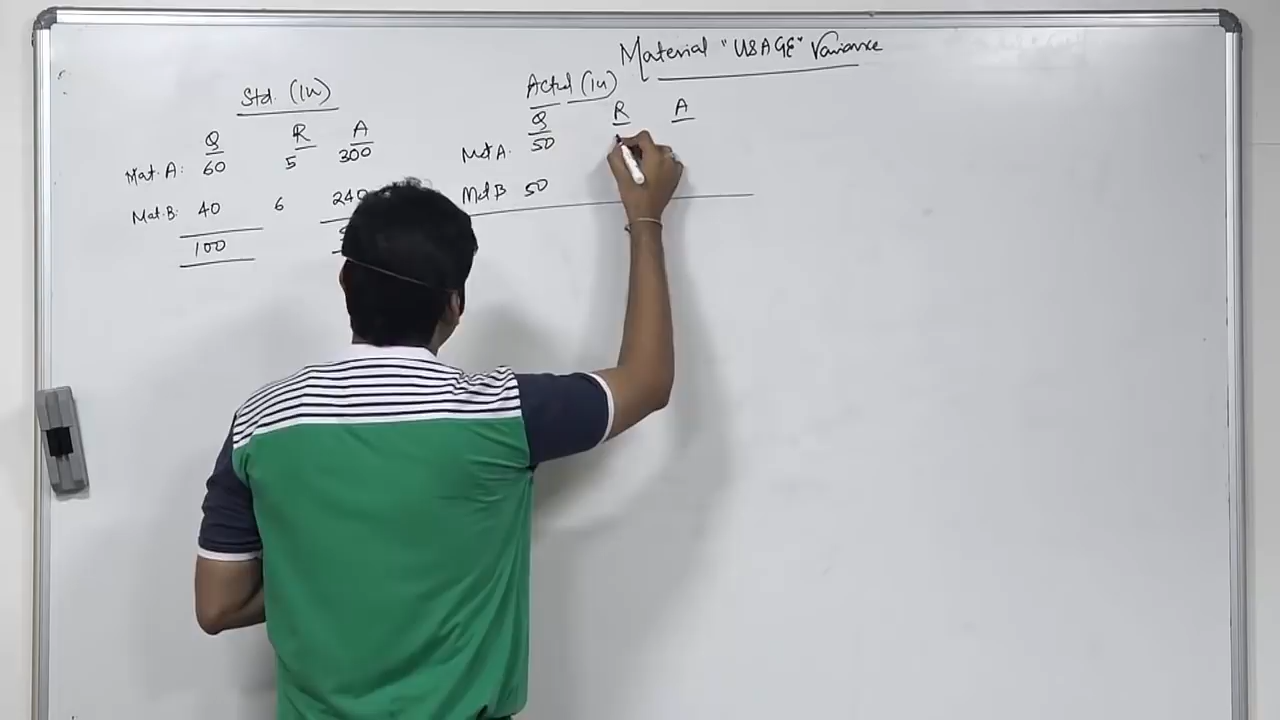 Material "USAGE" Variance
Std. (1u)
Q R A
Mat. A: 60 5 300
Mat. B: 40 6 240
100
Actual (1u)
Q R A
Mat A. 50
Mat B 50